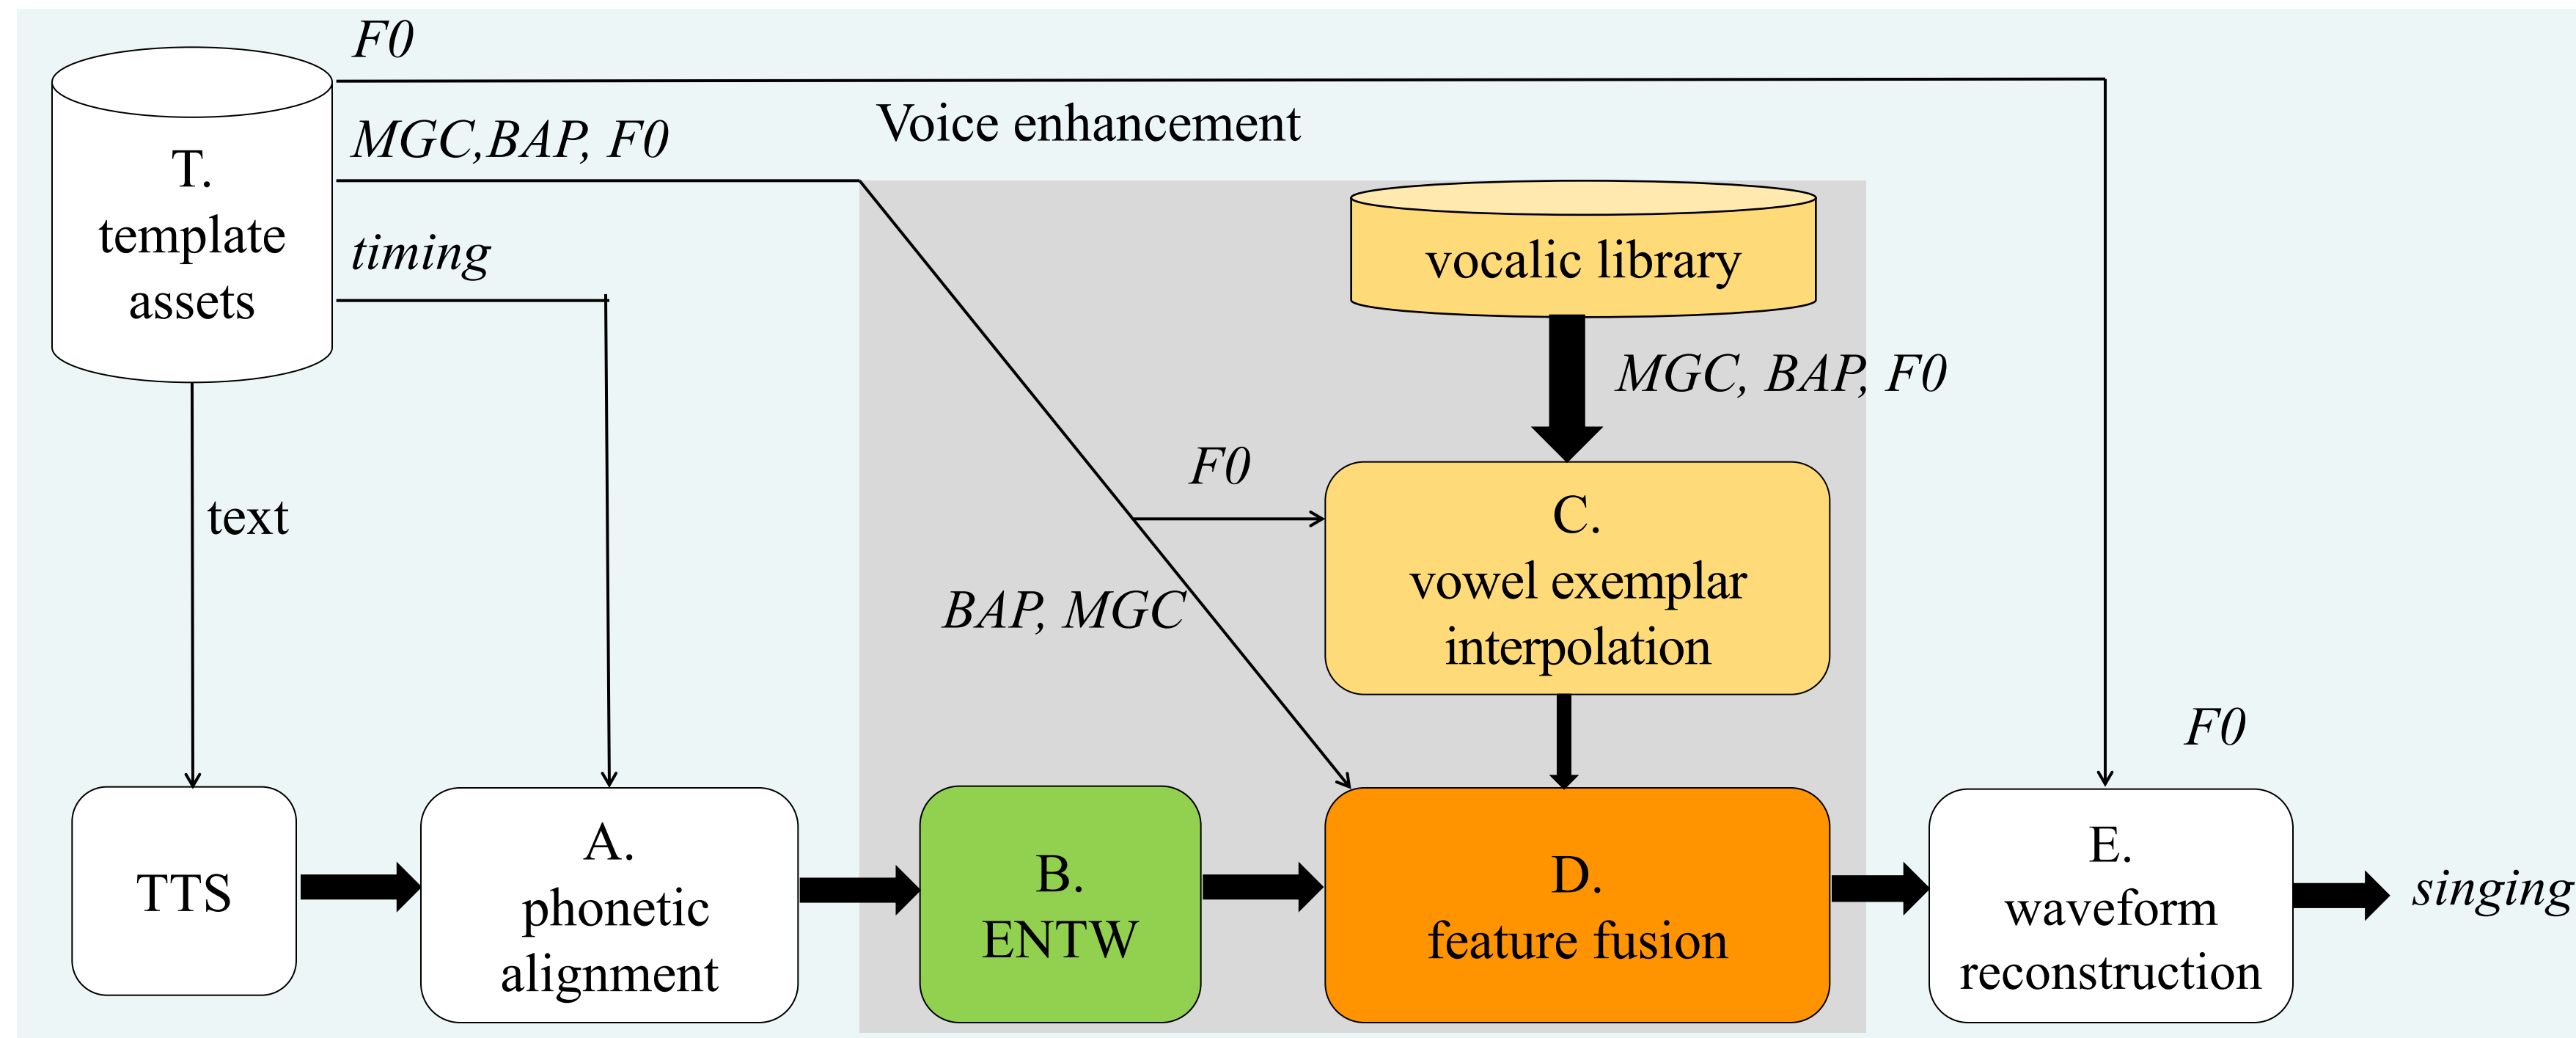 F0
Voice enhancement
MGC,BAP, F0
T.
template
assets
timing
vocalic library
MGC, BAP, F0
F0
text
C.
vowel exemplar
interpolation
BAP, MGC
F0
TTS
A.
phonetic
alignment
B.
ENTW
D.
feature fusion
E.
waveform
reconstruction
singing